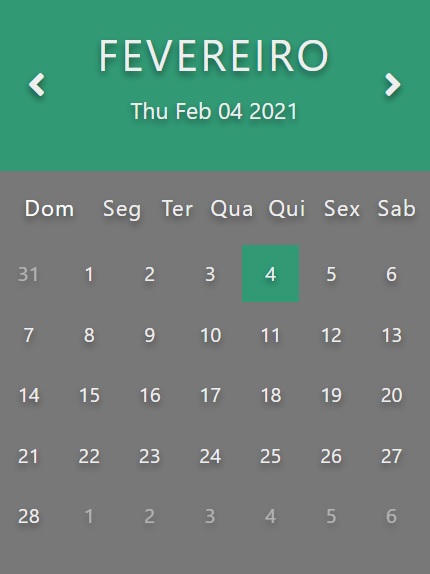 FEVEREIRO
Thu Feb 04 2021
Dom Seg Ter Qua Qui Sex Sab
31 1 2 3 4 5 6
7 8 9 10 11 12 13
14 15 16 17 18 19 20
21 22 23 24 25 26 27
28 1 2 3 4 5 6